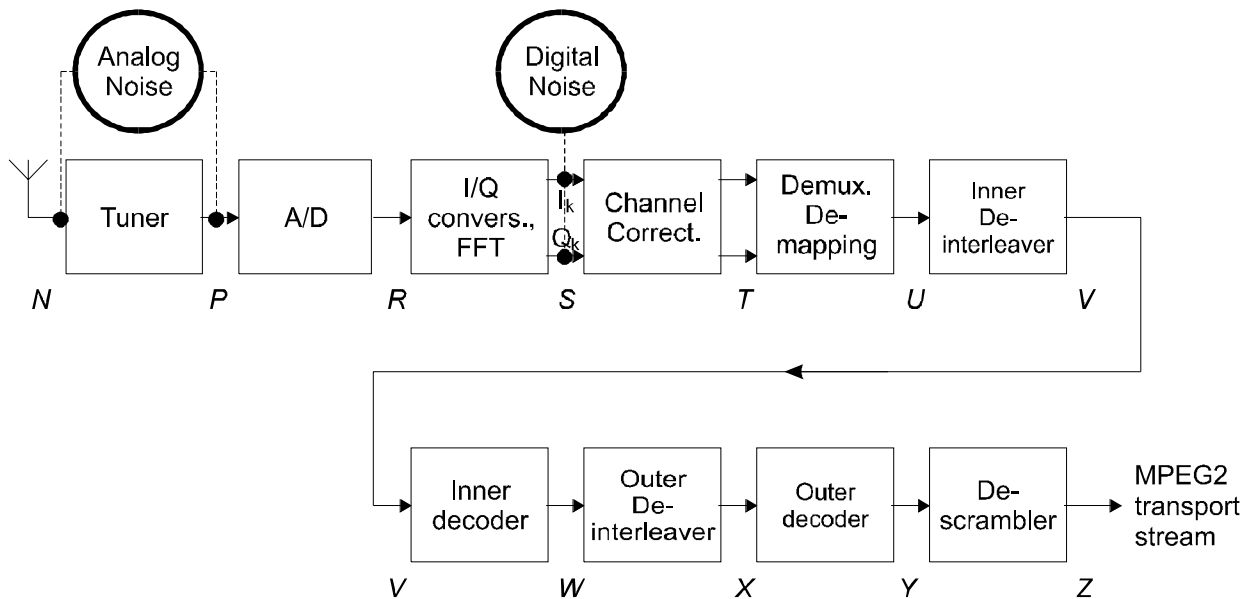 Analog
Noise
Digital
Noise
Tuner
A/D
I/Q
convers.,
FFT
I k
Q k
Channel
Correct.
Demux.
De-
mapping
Inner
De-
interleaver
N
P
R
S
T
U
V
Inner
decoder
Outer
De-
interleaver
Outer
decoder
De-
scrambler
MPEG2
transport
stream
V
W
X
Y
Z